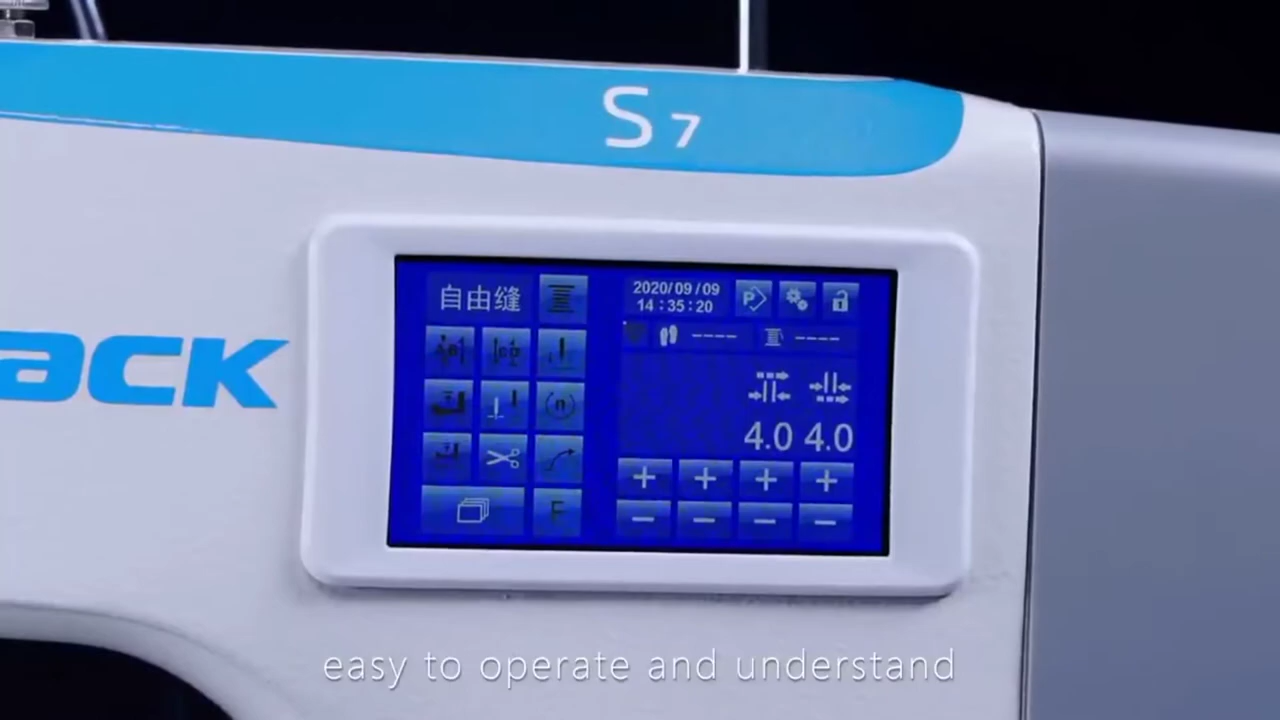 S7
ACK
自由缝
2020/09/09
14:35:20
P
----
----
(n)
4.0 4.0
+ + + +
F
- - - -
easy to operate and understand